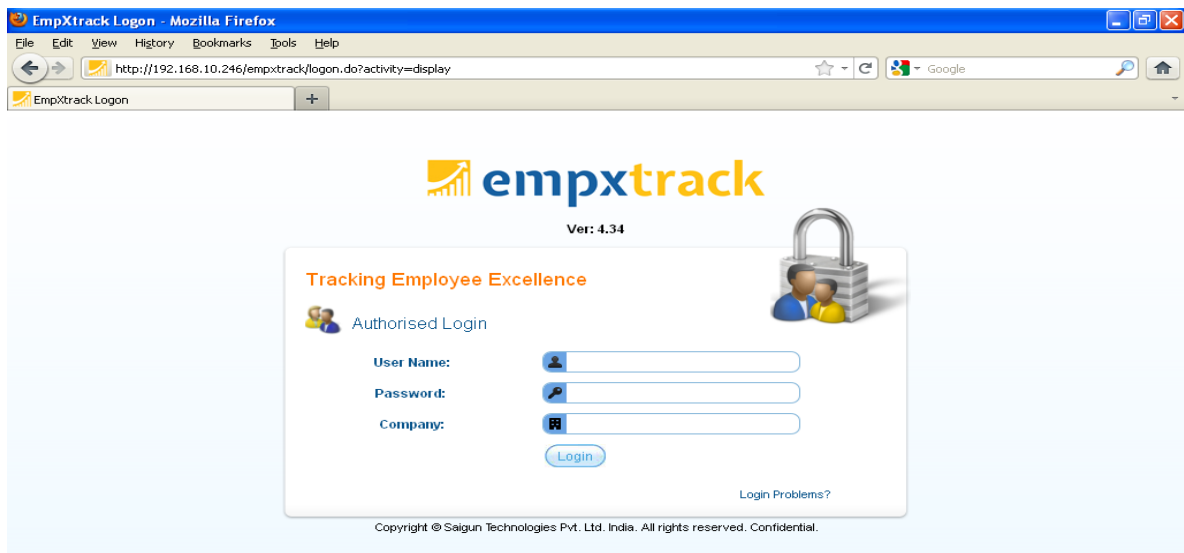 EmpXtrack Logon - Mozilla Firefox
File Edit View History Bookmarks Tools Help
http://192.168.10.246/empxtrack/logon.do?activity=display
Google
EmpXtrack Logon
empxtrack
Ver: 4.34
Tracking Employee Excellence
Authorised Login
User Name:
Password:
Company:
Login
Login Problems?
Copyright © Saigun Technologies Pvt. Ltd. India. All rights reserved. Confidential.